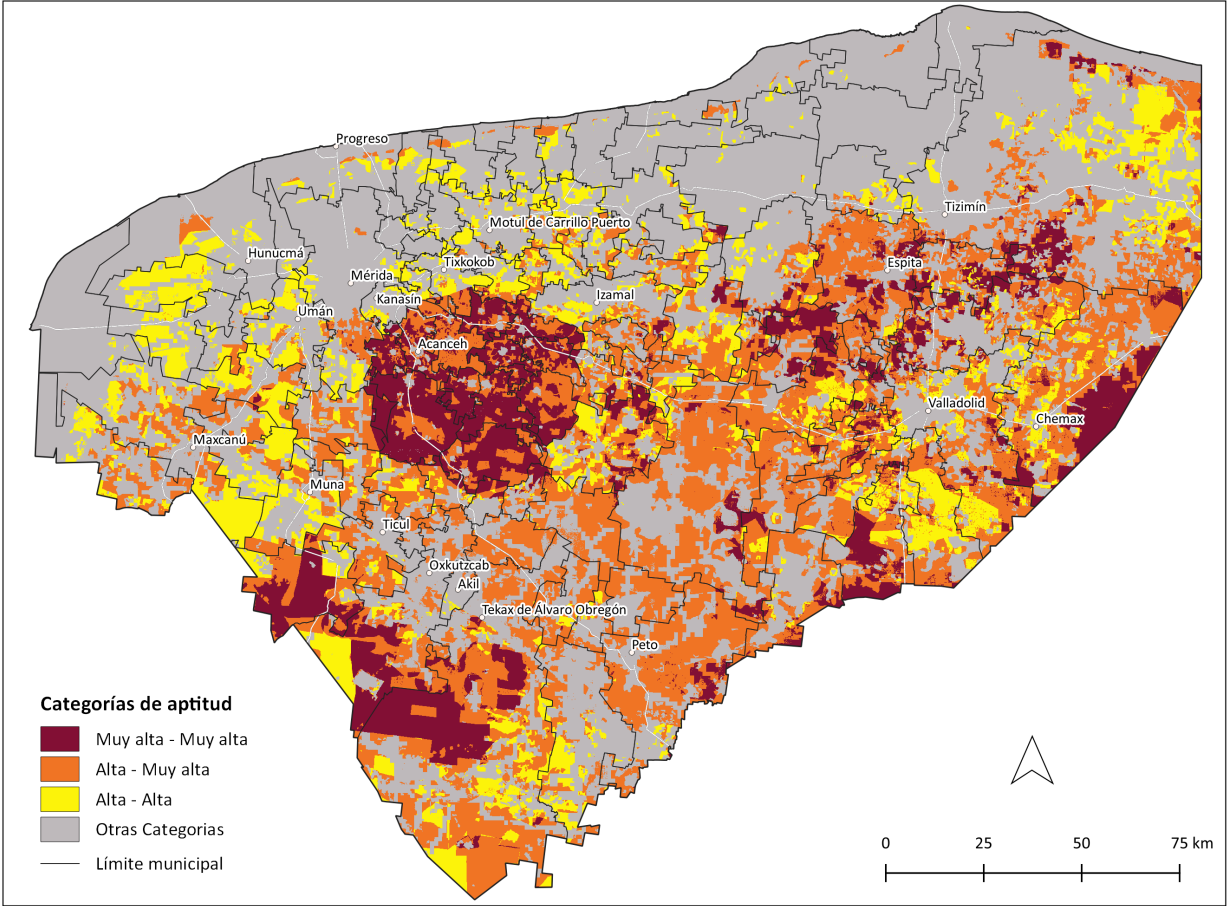 Progreso
Tizimín
Motul de Carrillo Puerto
Hunucmá
Tixkokob
Espita
Mérida
Kanasín
Izamal
Umán
Acanceh
Valladolid
Chemax
Maxcanú
Muna
Ticul
Oxkutzcab
Akil
Tekax de Álvaro Obregón
Peto
Categorías de aptitud
Muy alta - Muy alta
Alta - Muy alta
Alta - Alta
Otras Categorias
Límite municipal
0 25 50 75 km